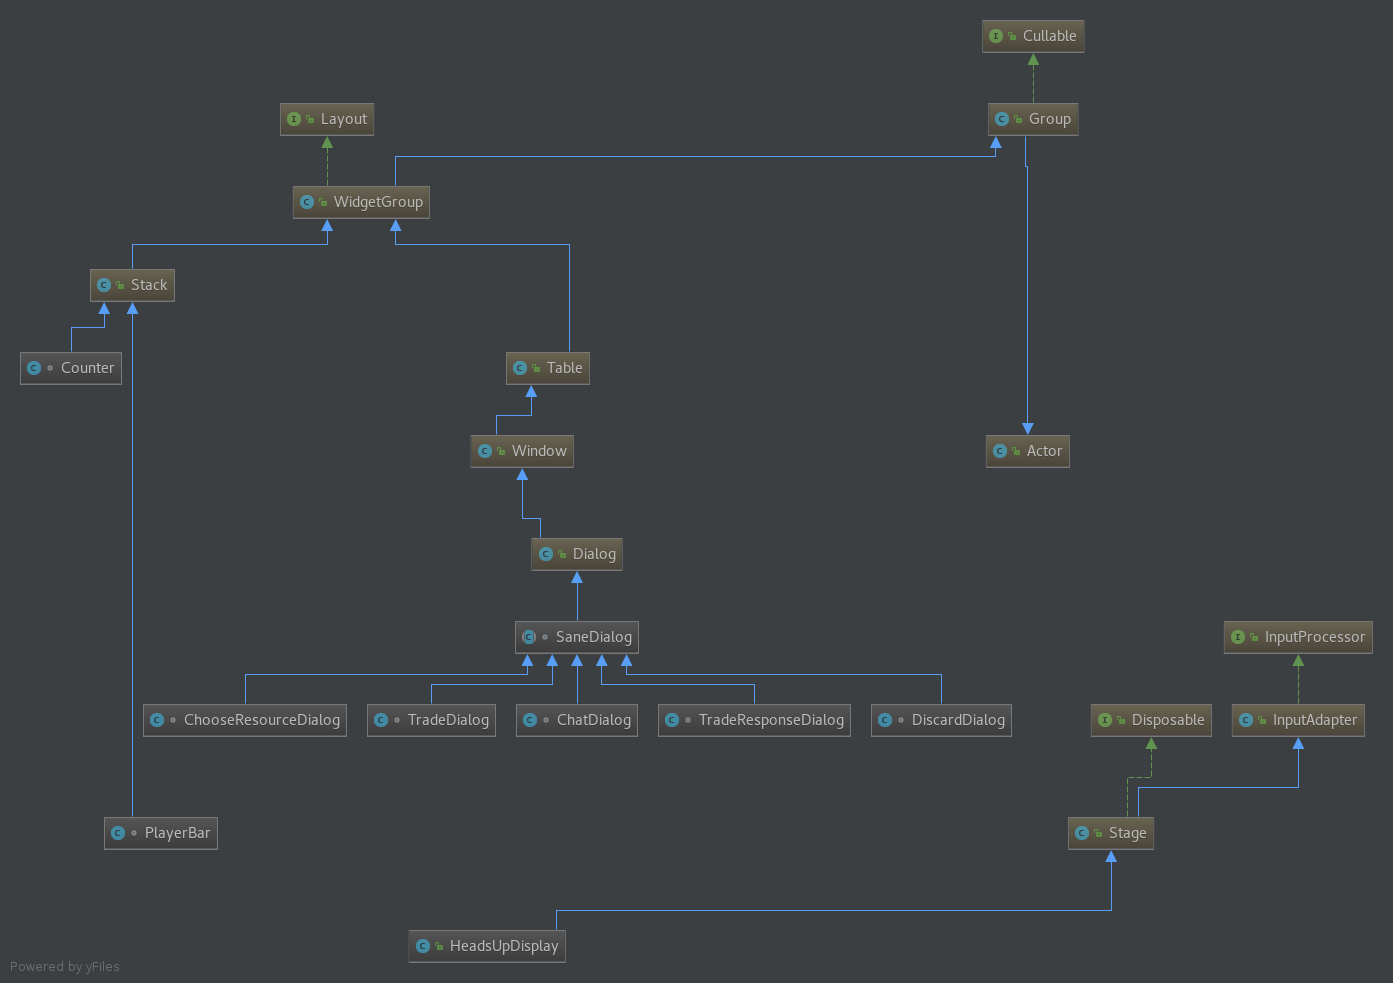 Cullable
Layout
Group
WidgetGroup
Stack
Counter
Table
Window
Actor
Dialog
SaneDialog
InputProcessor
ChooseResourceDialog
TradeDialog
ChatDialog
TradeResponseDialog
DiscardDialog
Disposable
InputAdapter
PlayerBar
Stage
HeadsUpDisplay
Powered by yFiles